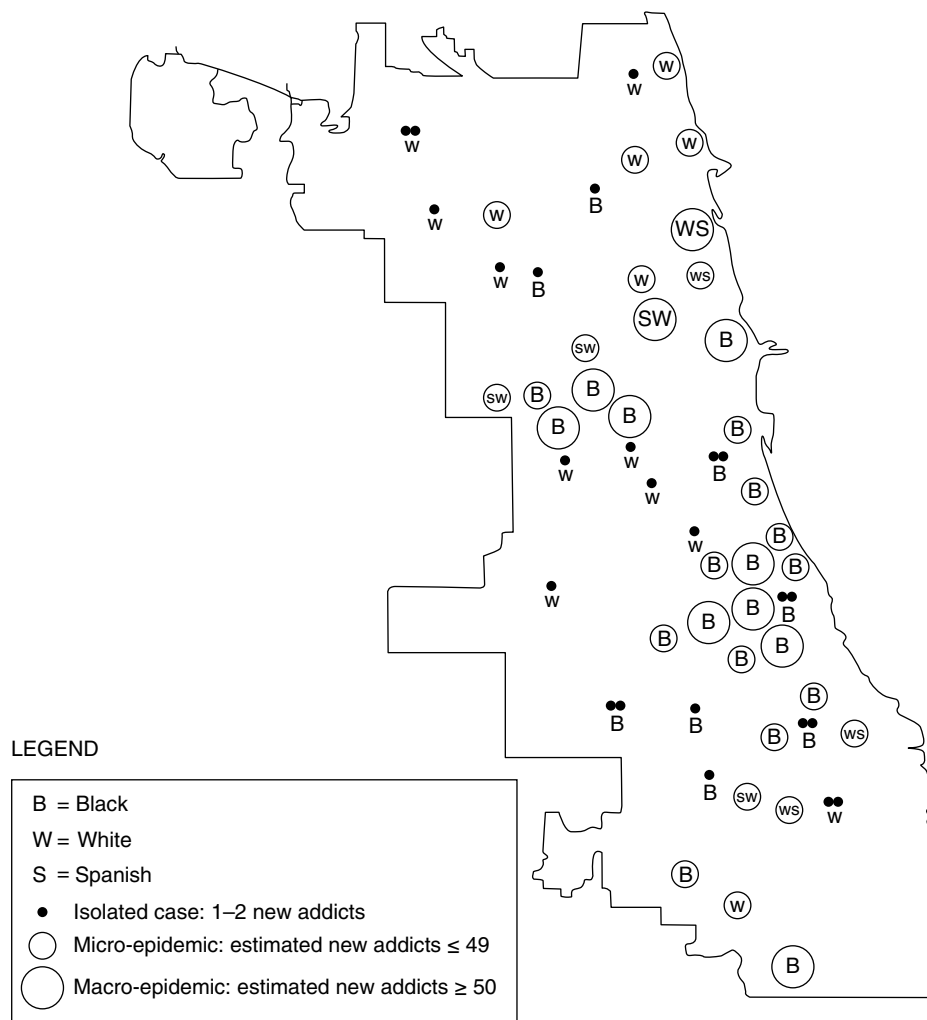 W
w
W
w
W
B
W
w
WS
ws
W
w
B
SW
B
sw
B
B
sw
B
B
B
w
w
B
B
w
B
w
B
B
B
w
B
B
B
B
B
B
B
B
B
ws
B
B
B
sw
ws
w
B
W
B
LEGEND
B = Black
W = White
S = Spanish
Isolated case: 1–2 new addicts
Micro-epidemic: estimated new addicts ≤ 49
Macro-epidemic: estimated new addicts ≥ 50